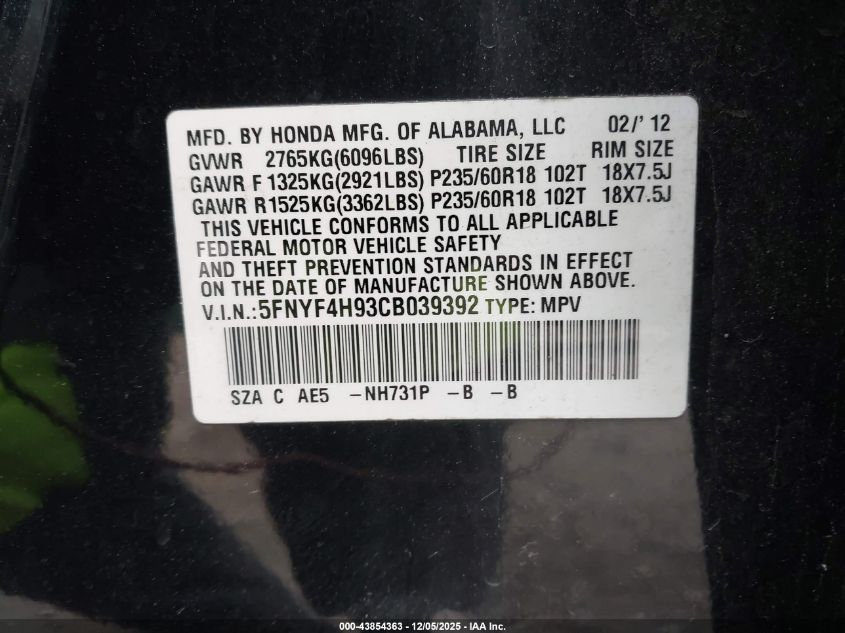 MFD. BY HONDA MFG. OF ALABAMA, LLC 02/' 12
GVWR 2765KG(6096LBS) TIRE SIZE RIM SIZE
GAWR F 1325KG(2921LBS) P235/60R18 102T 18X7.5J
GAWR R1525KG(3362LBS) P235/60R18 102T 18X7.5J
THIS VEHICLE CONFORMS TO ALL APPLICABLE
FEDERAL MOTOR VEHICLE SAFETY
AND THEFT PREVENTION STANDARDS IN EFFECT
ON THE DATE OF MANUFACTURE SHOWN ABOVE.
V.I.N.:5FNYF4H93CB039392 TYPE: MPV
SZA C AE5 -NH731P -B -B
000-43854363 - 12/05/2025 - IAA Inc.